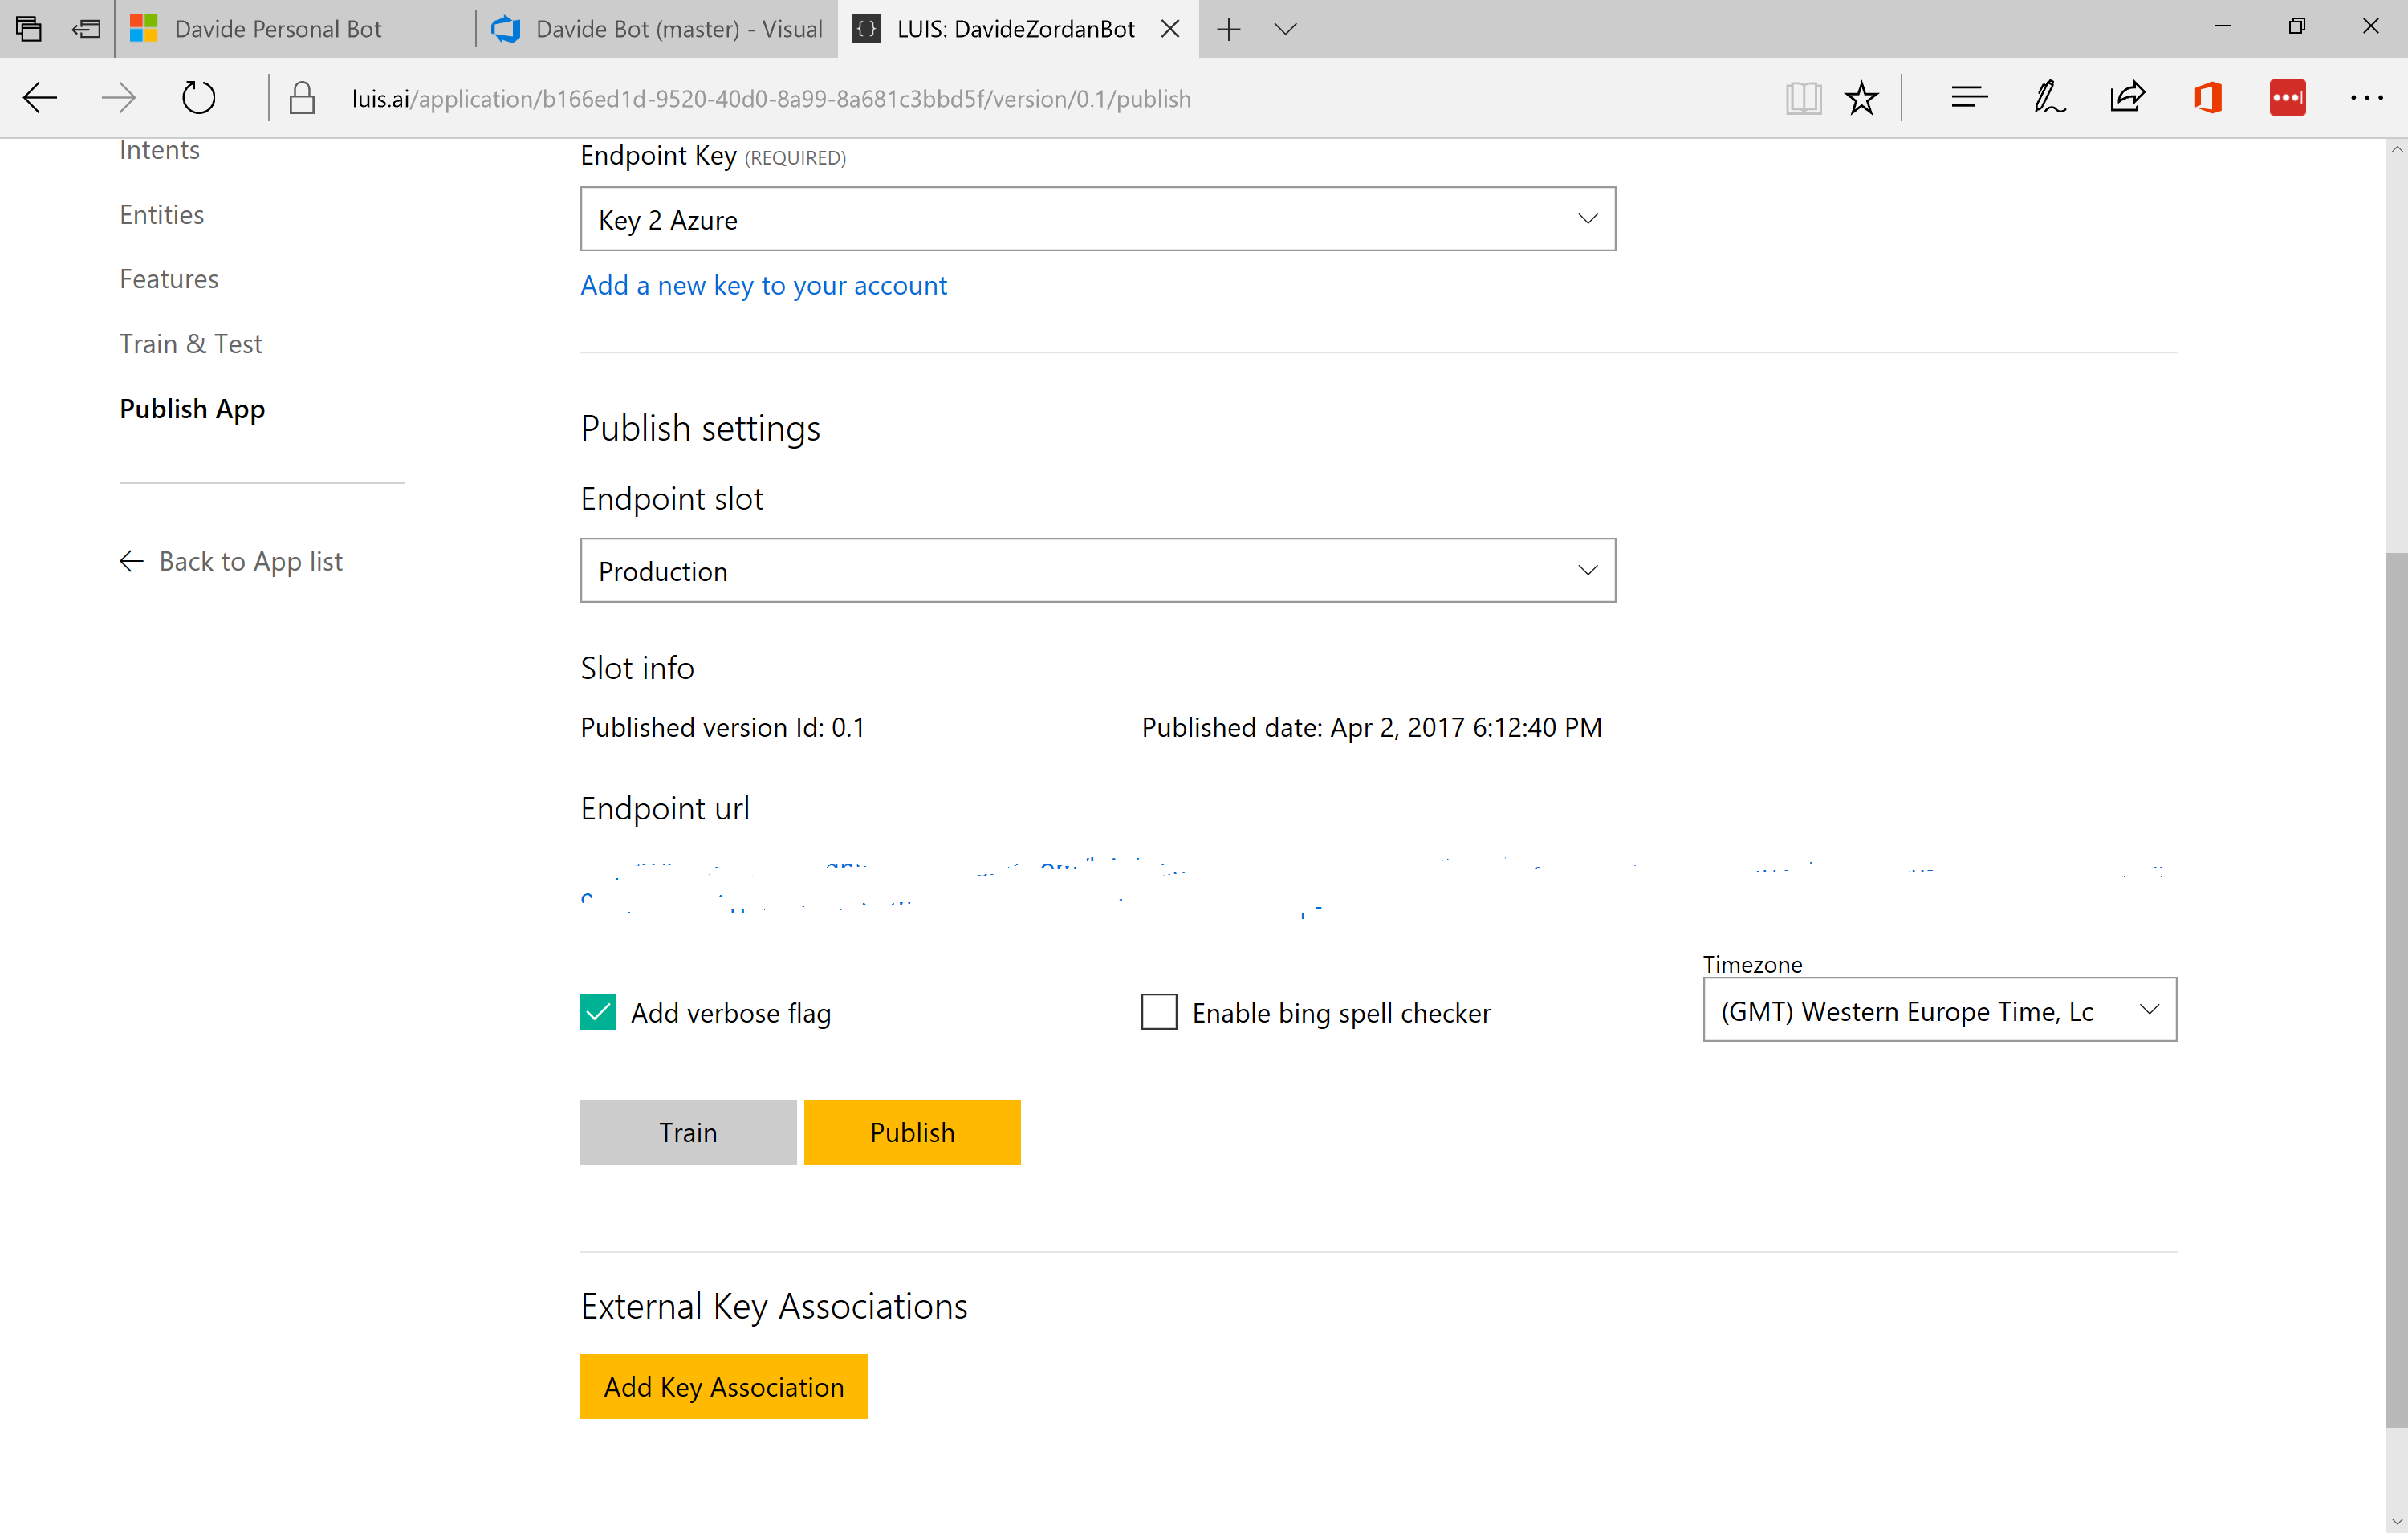 Davide Personal Bot
Davide Bot (master) - Visual
{} LUIS: DavideZordanBot
luis.ai/application/b166ed1d-9520-40d0-8a99-8a681c3bbd5f/version/0.1/publish
Intents
Entities
Features
Train & Test
Publish App
Back to App list
Endpoint Key (REQUIRED)
Key 2 Azure
Add a new key to your account
Publish settings
Endpoint slot
Production
Slot info
Published version Id: 0.1 Published date: Apr 2, 2017 6:12:40 PM
Endpoint url
Timezone
Add verbose flag Enable bing spell checker (GMT) Western Europe Time, Lc
Train Publish
External Key Associations
Add Key Association